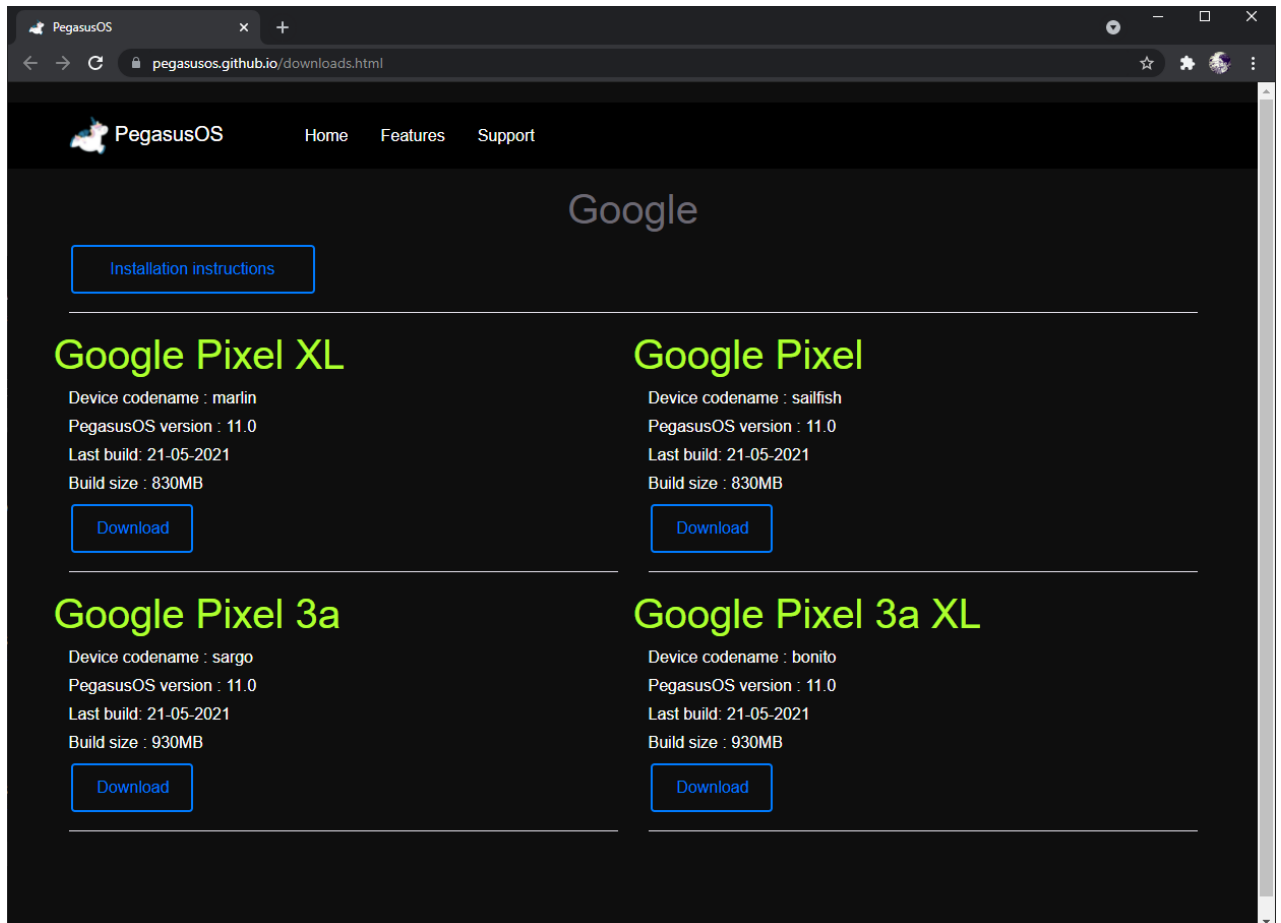 PegasusOS
pegasusos.github.io/downloads.html
PegasusOS Home Features Support
Google
Installation instructions
Google Pixel XL
Device codename : marlin
PegasusOS version : 11.0
Last build: 21-05-2021
Build size : 830MB
Download
Google Pixel
Device codename : sailfish
PegasusOS version : 11.0
Last build: 21-05-2021
Build size : 830MB
Download
Google Pixel 3a
Device codename : sargo
PegasusOS version : 11.0
Last build: 21-05-2021
Build size : 930MB
Download
Google Pixel 3a XL
Device codename : bonito
PegasusOS version : 11.0
Last build: 21-05-2021
Build size : 930MB
Download